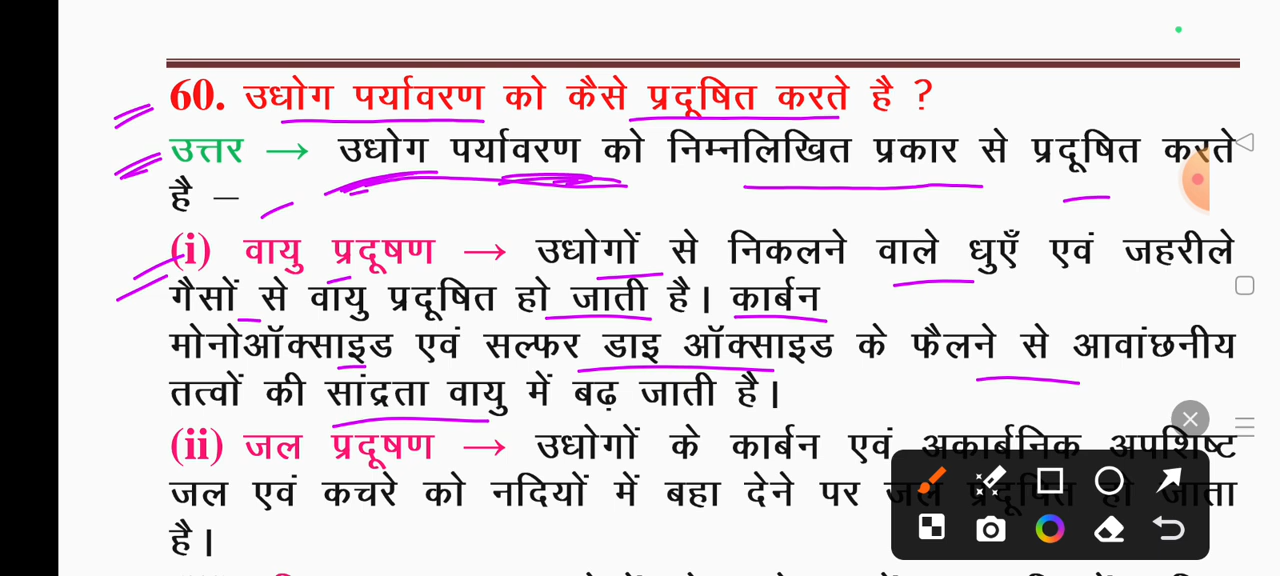 60. उधोग पर्यावरण को कैसे प्रदूषित करते है ?
उत्तर → उधोग पर्यावरण को निम्नलिखित प्रकार से प्रदूषित करते
है –
(i) वायु प्रदूषण → उधोगों से निकलने वाले धुएँ एवं जहरीले
गैसों से वायु प्रदूषित हो जाती है। कार्बन
मोनोऑक्साइड एवं सल्फर डाइ ऑक्साइड के फैलने से आवांछनीय
तत्वों की सांद्रता वायु में बढ़ जाती है।
(ii) जल प्रदूषण → उधोगों के कार्बन एवं अकार्बनिक अपशिष्ट
जल एवं कचरे को नदियों में बहा देने पर जल प्रदूषित हो जाता
है।